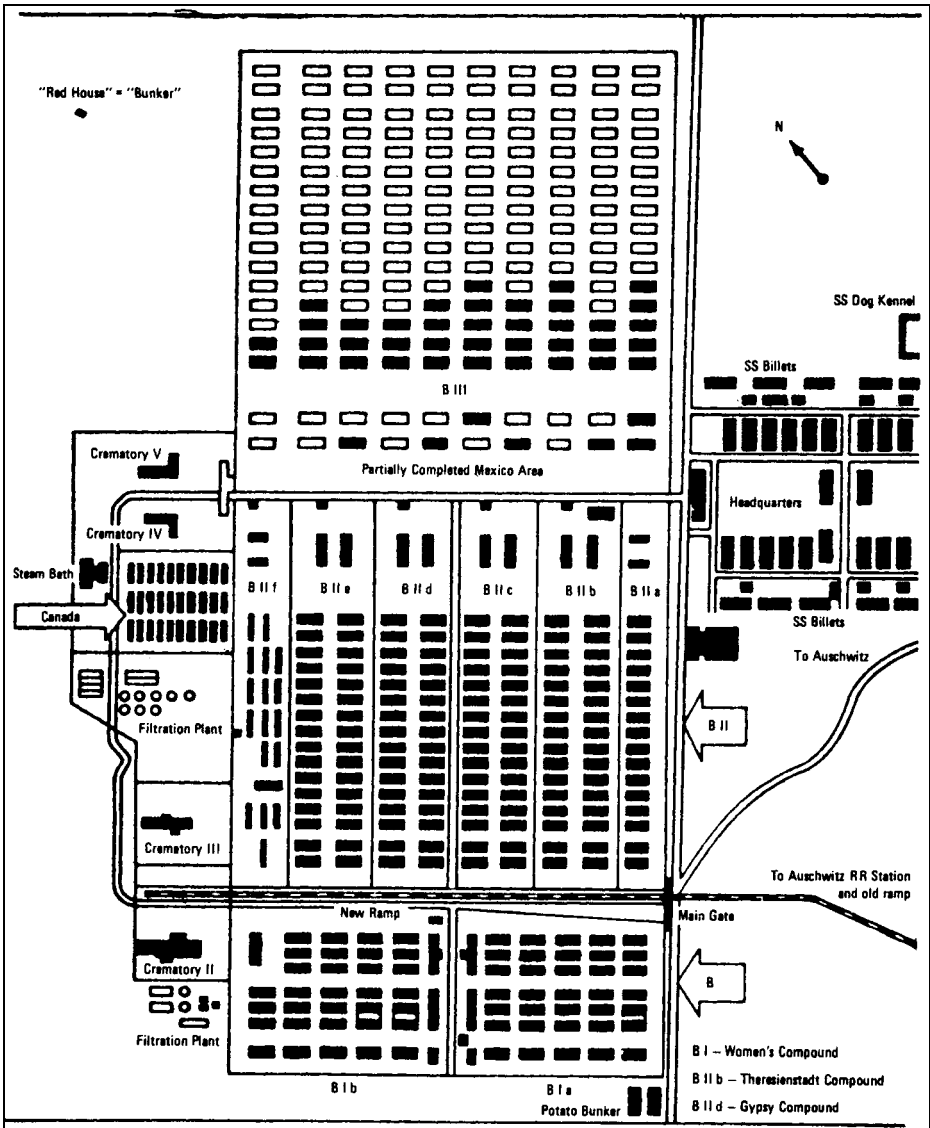 "Red House" = "Bunker"
N
SS Dog Kennel
SS Billets
B III1
Crematory V
Partially Completed Mexico Area
Headquarters
Crematory IV
Steam Bath
B II f
B II e
B II d
B II c
B II b
B II a
Canada
SS Billets
To Auschwitz
Filtration Plant
B II
Crematory III
To Auschwitz RR Station
and old ramp
New Ramp
Main Gate
Crematory II
B
Filtration Plant
B I – Women's Compound
B I b
B I a
B II b – Theresienstadt Compound
Potato Bunker
B II d – Gypsy Compound